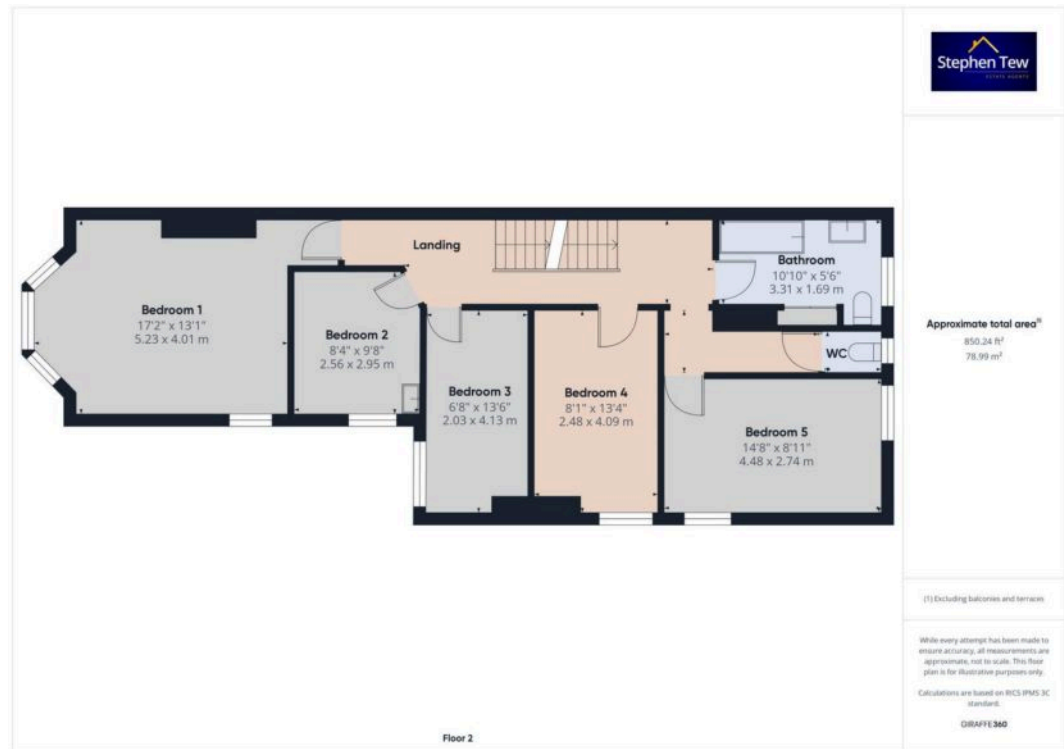 Stephen Tew
ESTATE AGENTS
Landing
Bathroom
10'10" x 5'6"
3.31 x 1.69 m
Bedroom 1
17'2" x 13'1"
5.23 x 4.01 m
Bedroom 2
8'4" x 9'8"
2.56 x 2.95 m
WC
Bedroom 3
6'8" x 13'6"
2.03 x 4.13 m
Bedroom 4
8'1" x 13'4"
2.48 x 4.09 m
Bedroom 5
14'8" x 8'11"
4.48 x 2.74 m
Approximate total area⁽¹⁾
850.24 ft²
78.99 m²
(1) Excluding balconies and terraces
While every attempt has been made to
ensure accuracy, all measurements are
approximate, not to scale. This floor
plan is for illustrative purposes only.
Calculations are based on RICS IPMS 3C
standard.
GIRAFFE360
Floor 2